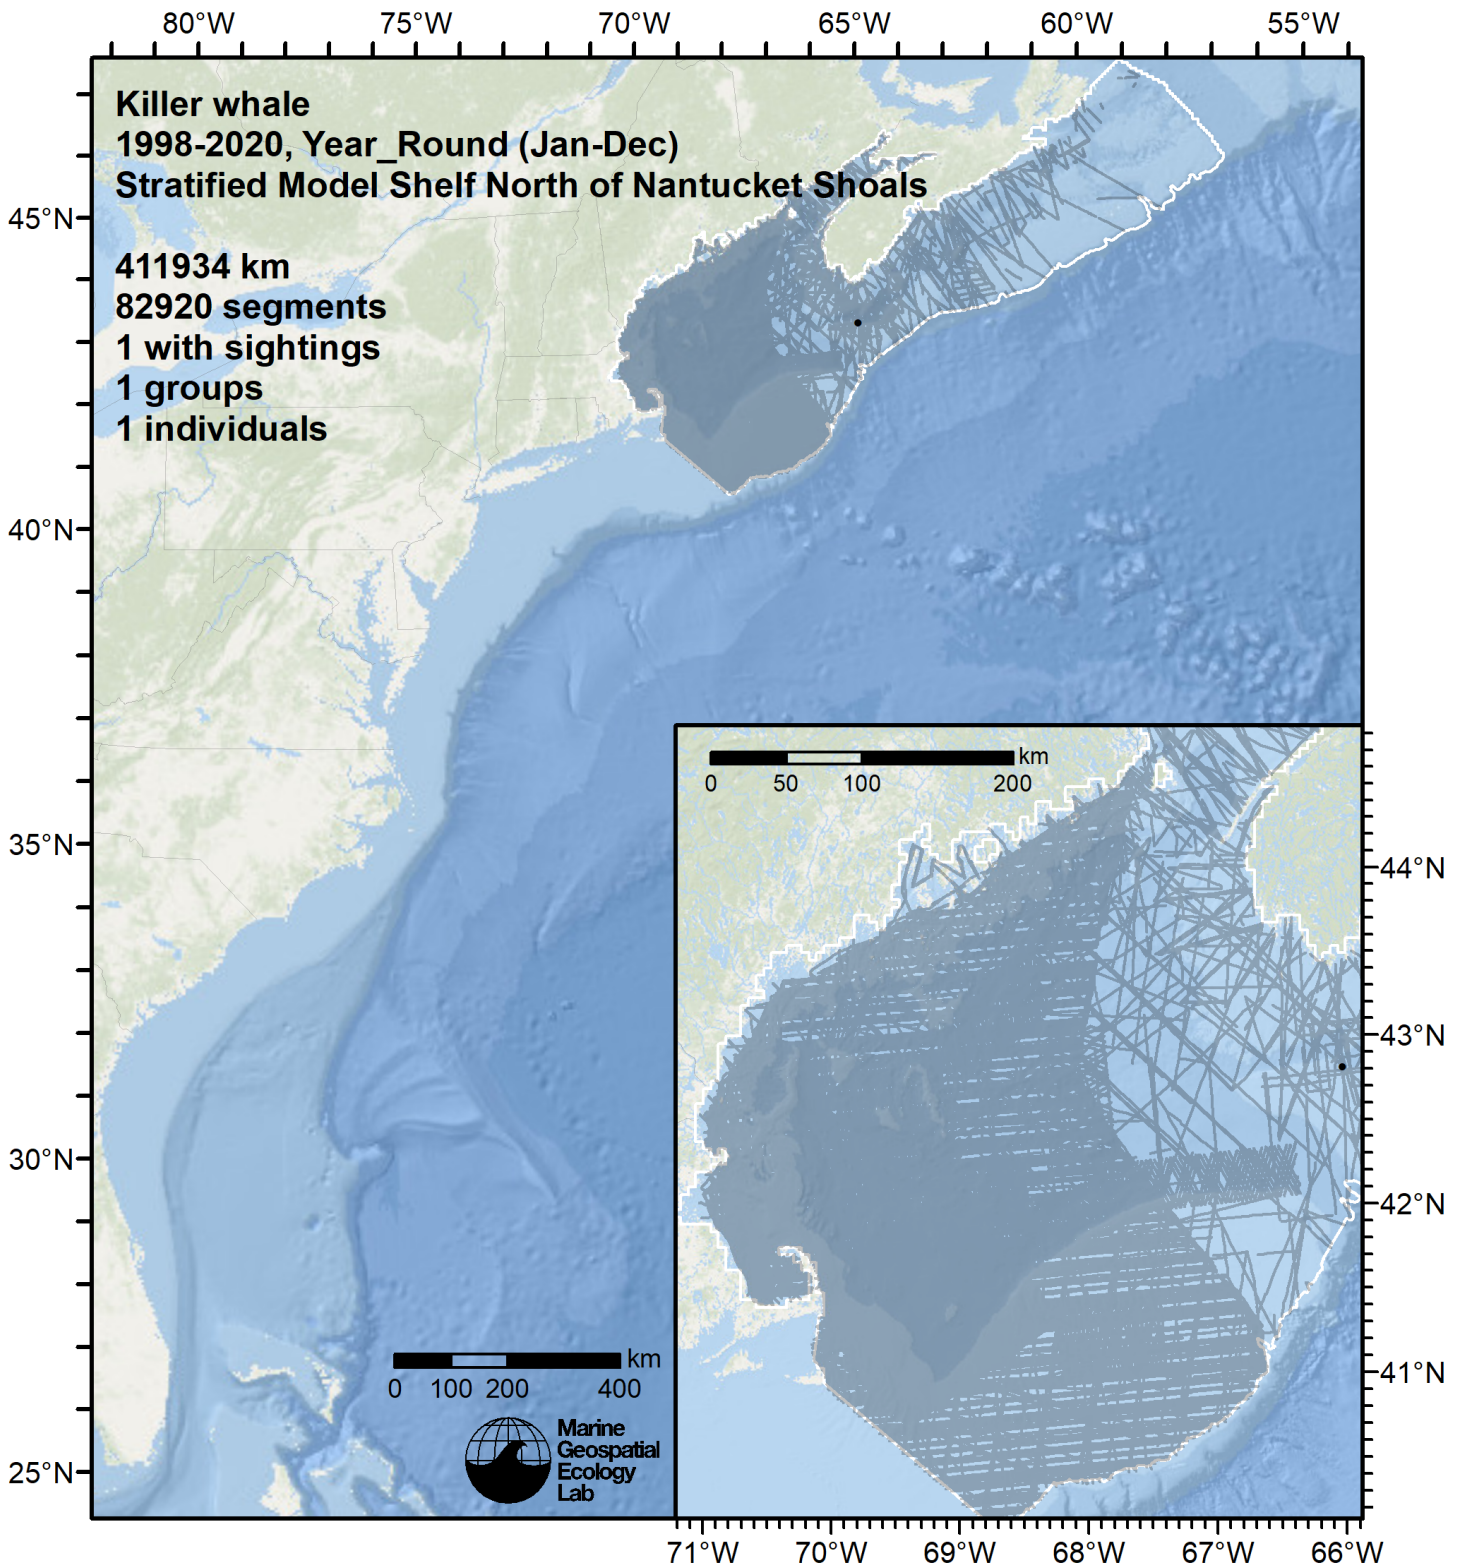 80°W 75°W 70°W 65°W 60°W 55°W
Killer whale
1998-2020, Year_Round (Jan-Dec)
Stratified Model Shelf North of Nantucket Shoals
411934 km
82920 segments
1 with sightings
1 groups
1 individuals
45°N
40°N
35°N
30°N
25°N
km
0 50 100 200
44°N
43°N
42°N
41°N
km
0 100 200 400
Marine
Geospatial
Ecology
Lab
71°W 70°W 69°W 68°W 67°W 66°W